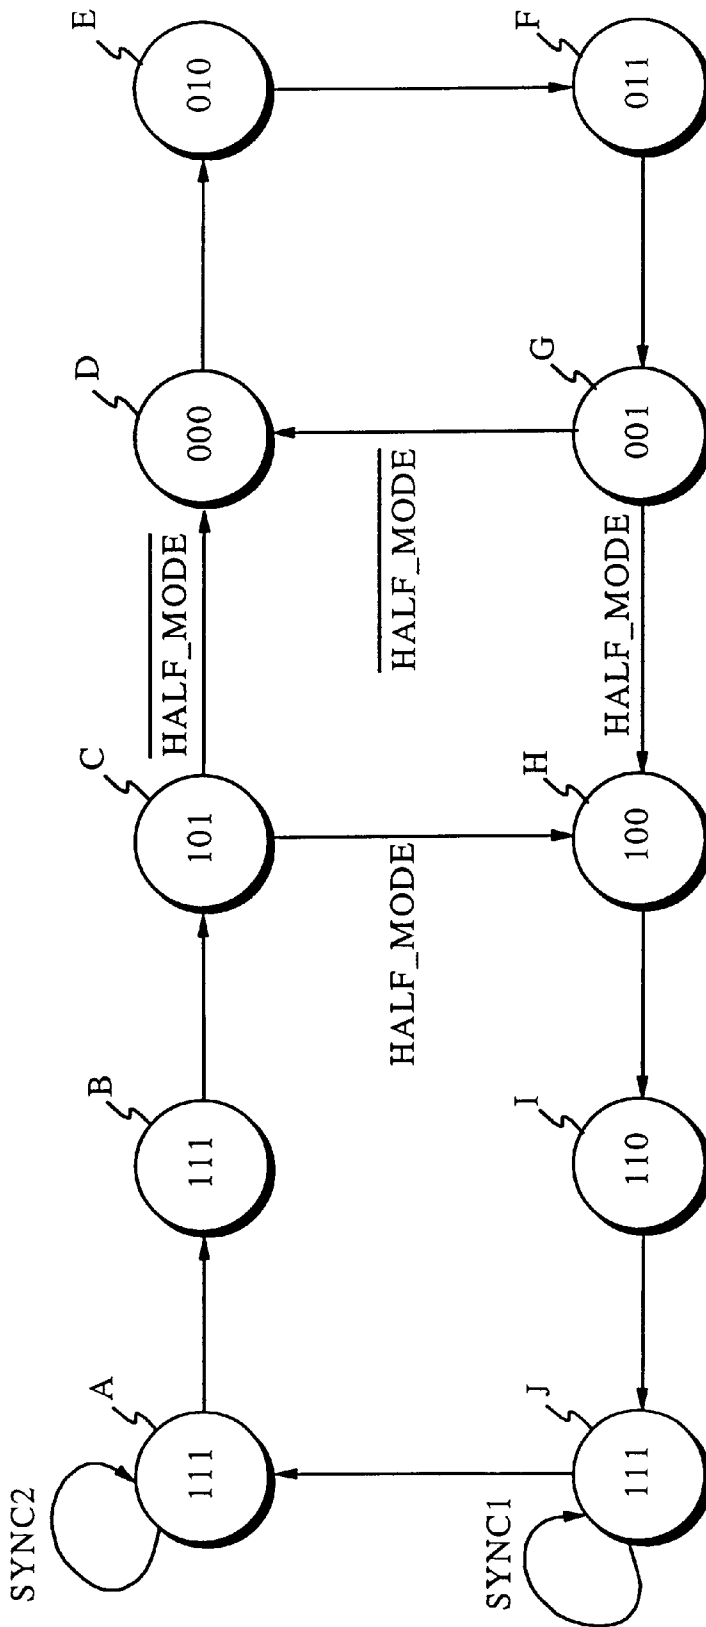 SYNC2
A
111
B
111
C
101
HALF_MODE
D
000
E
010
HALF_MODE
HALF_MODE
SYNC1
J
111
I
110
H
100
HALF_MODE
G
001
F
011